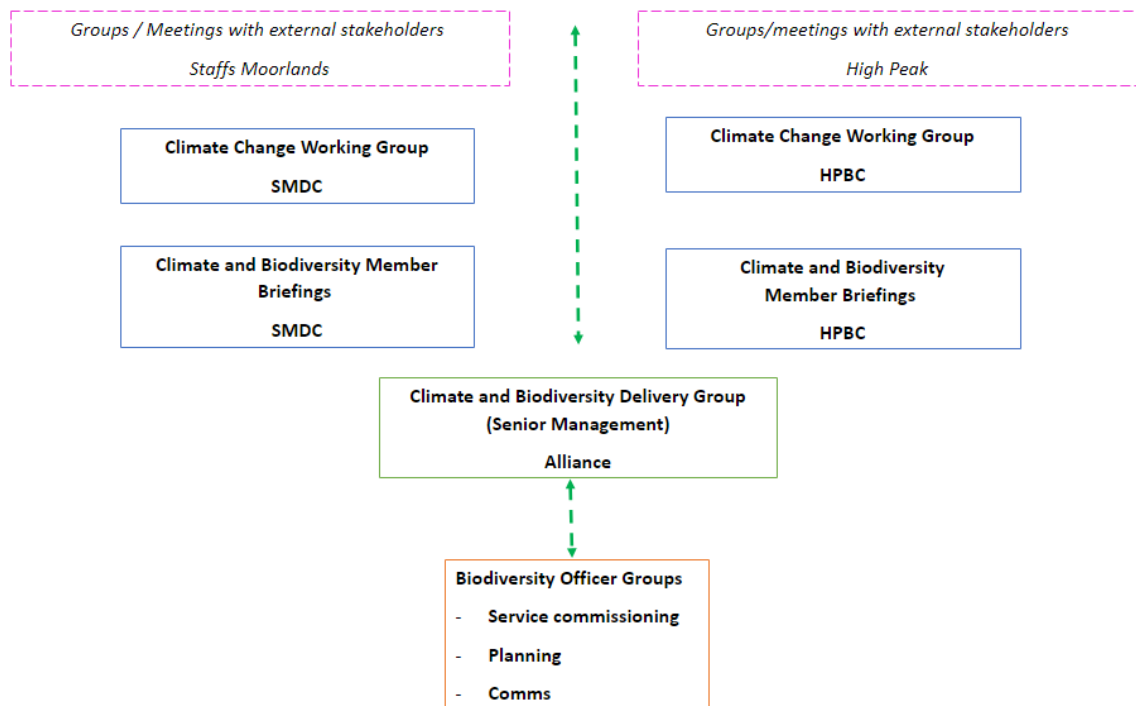 Groups / Meetings with external stakeholders
Staffs Moorlands
Groups/meetings with external stakeholders
High Peak
Climate Change Working Group
SMDC
Climate Change Working Group
HPBC
Climate and Biodiversity Member
Briefings
SMDC
Climate and Biodiversity
Member Briefings
HPBC
Climate and Biodiversity Delivery Group
(Senior Management)
Alliance
Biodiversity Officer Groups
- Service commissioning
- Planning
- Comms